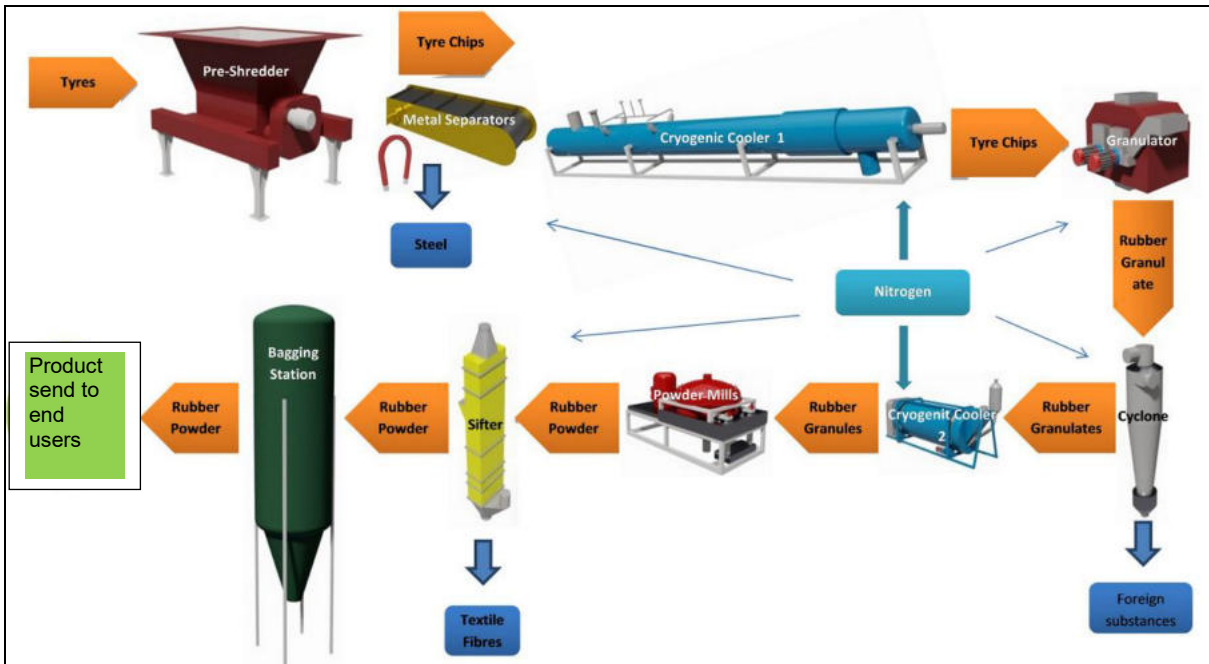 Tyres
Pre-Shredder
Tyre Chips
Metal Separators
Steel
Cryogenic Cooler 1
Tyre Chips
Granulator
Rubber
Granul
ate
Nitrogen
Cyclone
Foreign
substances
Rubber
Granulates
Cryogenit Cooler
2
Rubber
Granules
Powder Mills
Rubber
Powder
Sifter
Textile
Fibres
Rubber
Powder
Bagging
Station
Rubber
Powder
Product
send to
end
users